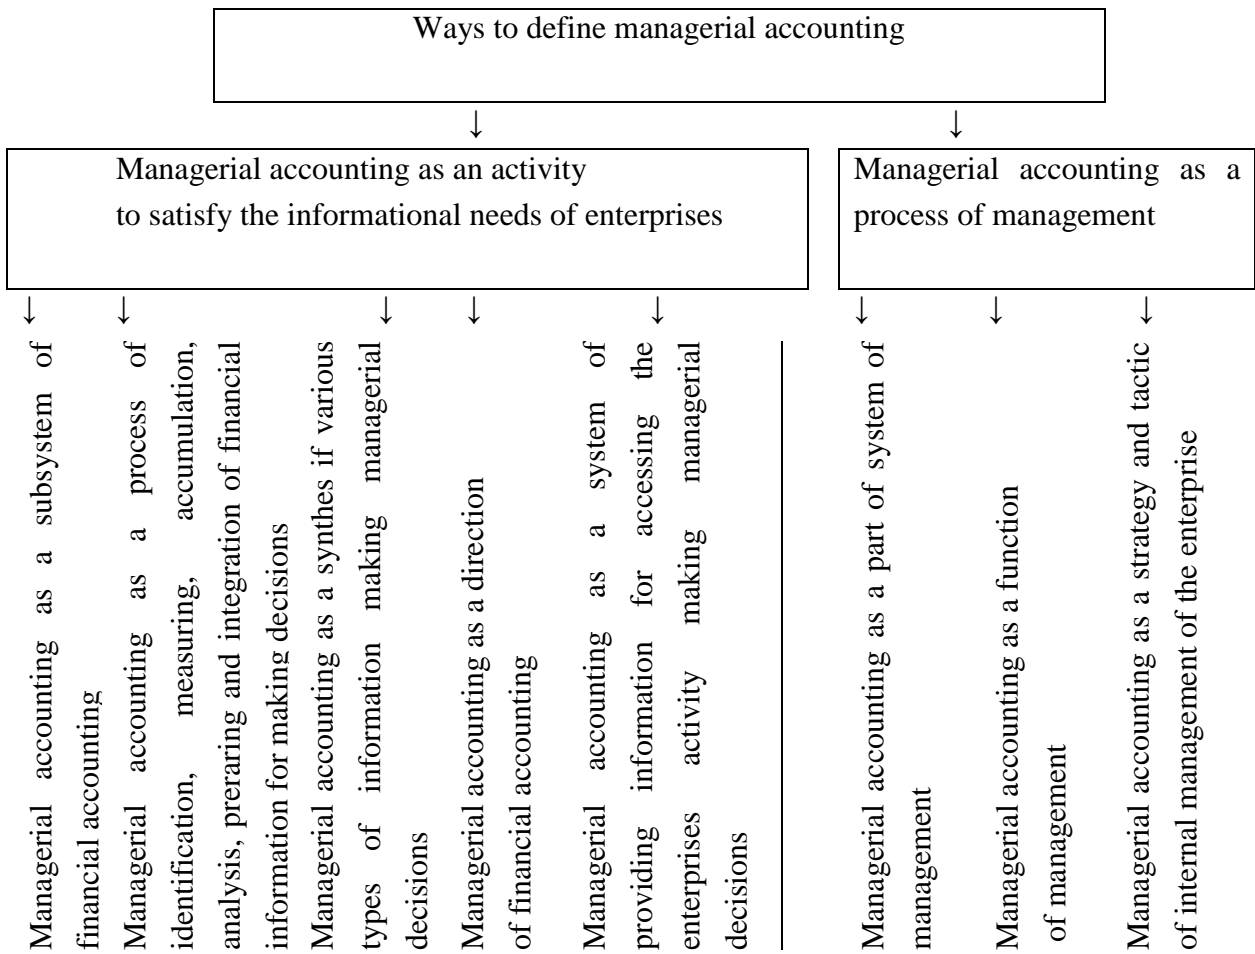 Ways to define managerial accounting
↓ ↓
Managerial accounting as an activity
to satisfy the informational needs of enterprises
Managerial accounting as a
process of management
↓ ↓ ↓ ↓ ↓ ↓ ↓ ↓
Managerial accounting as a subsystem of
financial accounting
Managerial accounting as a process of
identification, measuring, accumulation,
analysis, preraring and integration of financial
information for making decisions
Managerial accounting as a synthes if various
types of information making managerial
decisions
Managerial accounting as a direction
of financial accounting
Managerial accounting as a system of
providing information for accessing the
enterprises activity making managerial
decisions
Managerial accounting as a part of system of
management
Managerial accounting as a function
of management
Managerial accounting as a strategy and tactic
of internal management of the enterprise